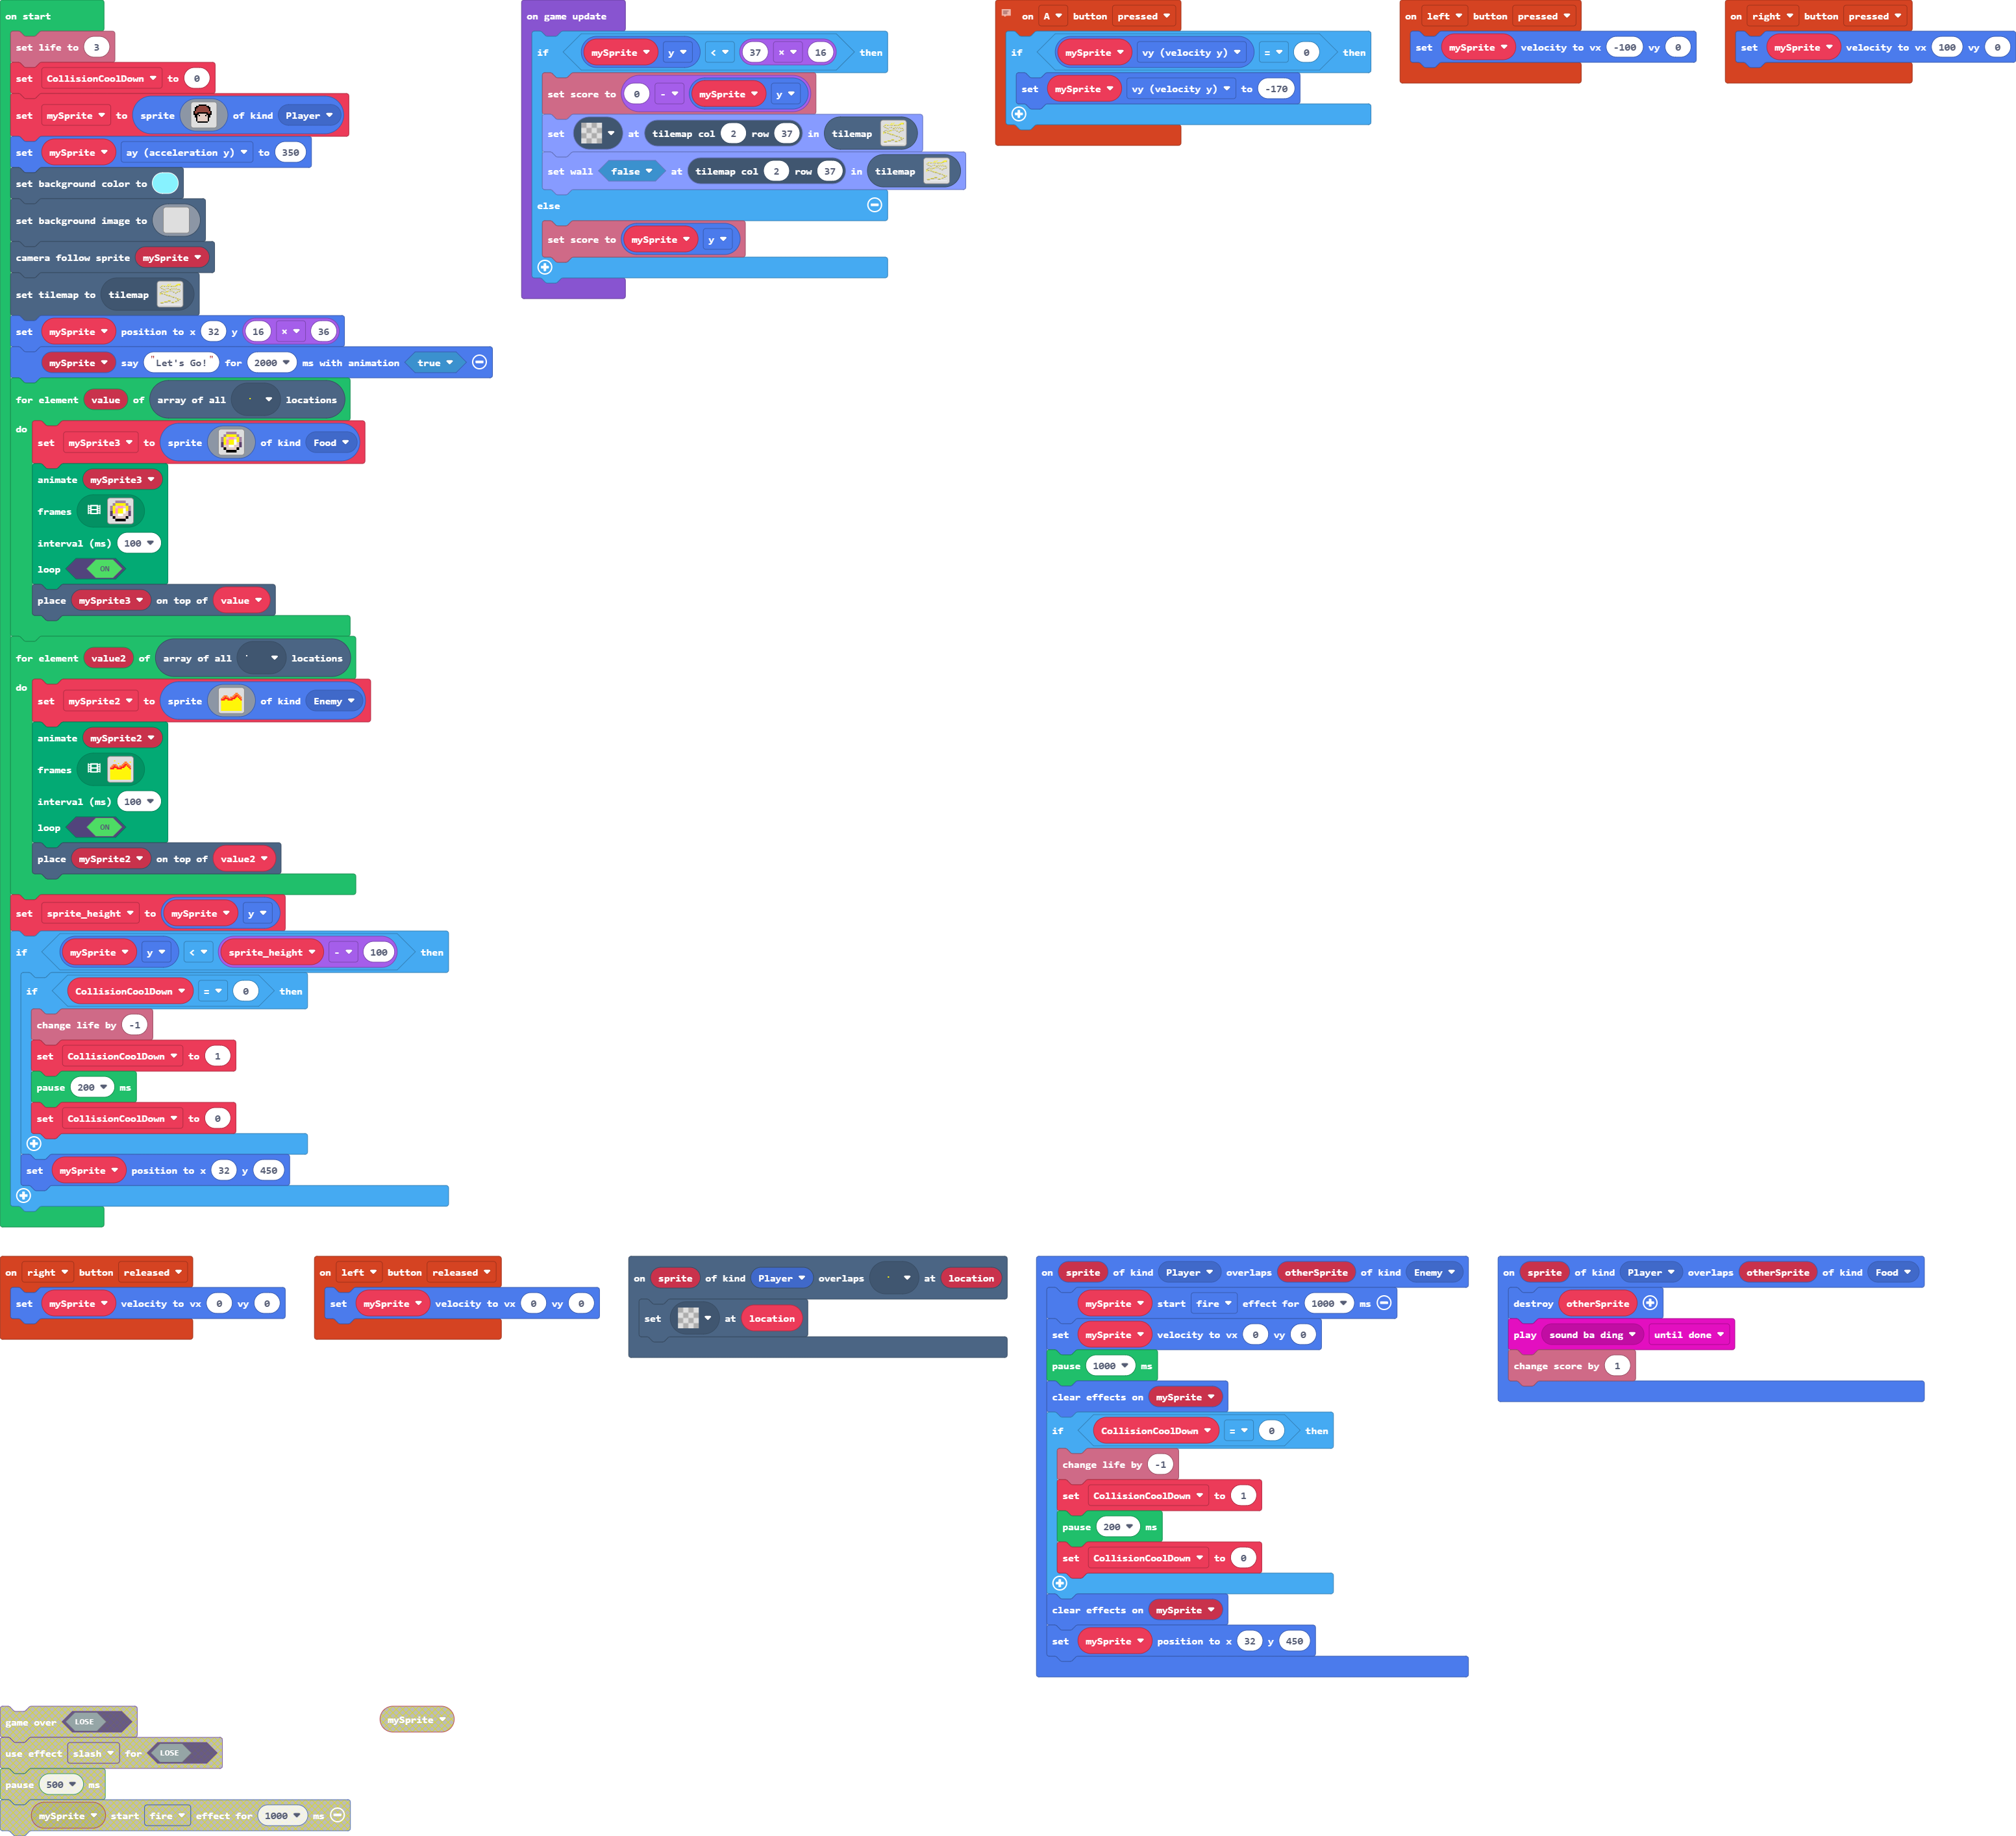 on start
set life to 3
set CollisionCoolDown to 0
set mySprite to sprite of kind Player
set mySprite ay (acceleration y) to 350
set background color to
set background image to
camera follow sprite mySprite
set tilemap to tilemap
set mySprite position to x 32 y 16 × 36
mySprite say "Let's Go!" for 2000 ms with animation true
for element value of array of all locations
do
set mySprite3 to sprite of kind Food
animate mySprite3
frames
interval (ms) 100
loop ON
place mySprite3 on top of value
for element value2 of array of all locations
do
set mySprite2 to sprite of kind Enemy
animate mySprite2
frames
interval (ms) 100
loop ON
place mySprite2 on top of value2
set sprite_height to mySprite y
if mySprite y < sprite_height - 100 then
if CollisionCoolDown = 0 then
change life by -1
set CollisionCoolDown to 1
pause 200 ms
set CollisionCoolDown to 0
set mySprite position to x 32 y 450
on game update
if mySprite y < 37 × 16 then
set score to 0 - mySprite y
set at tilemap col 2 row 37 in tilemap
set wall false at tilemap col 2 row 37 in tilemap
else
set score to mySprite y
on A button pressed
if mySprite vy (velocity y) = 0 then
set mySprite vy (velocity y) to -170
on left button pressed
set mySprite velocity to vx -100 vy 0
on right button pressed
set mySprite velocity to vx 100 vy 0
on right button released
set mySprite velocity to vx 0 vy 0
on left button released
set mySprite velocity to vx 0 vy 0
on sprite of kind Player overlaps at location
set at location
on sprite of kind Player overlaps otherSprite of kind Enemy
mySprite start fire effect for 1000 ms
set mySprite velocity to vx 0 vy 0
pause 1000 ms
clear effects on mySprite
if CollisionCoolDown = 0 then
change life by -1
set CollisionCoolDown to 1
pause 200 ms
set CollisionCoolDown to 0
clear effects on mySprite
set mySprite position to x 32 y 450
on sprite of kind Player overlaps otherSprite of kind Food
destroy otherSprite
play sound ba ding until done
change score by 1
game over LOSE
use effect slash for LOSE
pause 500 ms
mySprite start fire effect for 1000 ms
mySprite